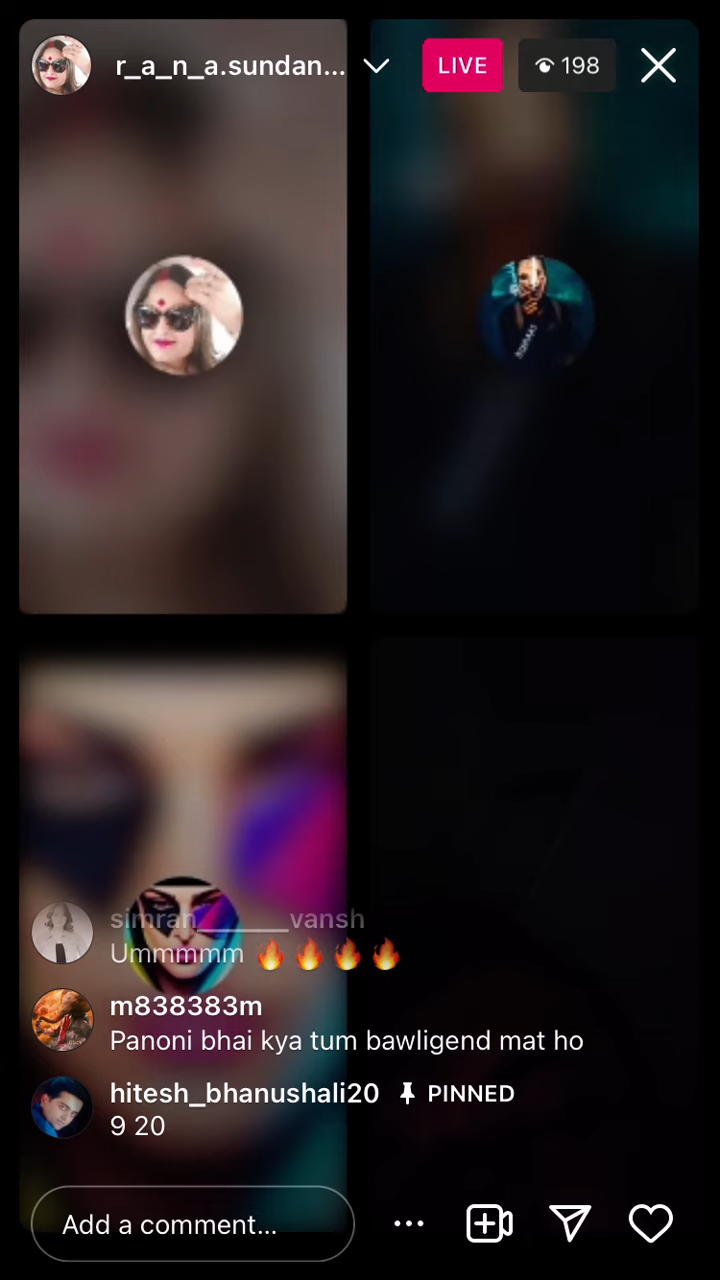 r_a_n_a.sundan... LIVE 198
simran______vansh
Ummmmm 🔥 🔥 🔥 🔥
m838383m
Panoni bhai kya tum bawligend mat ho
hitesh_bhanushali20 PINNED
9 20
Add a comment...